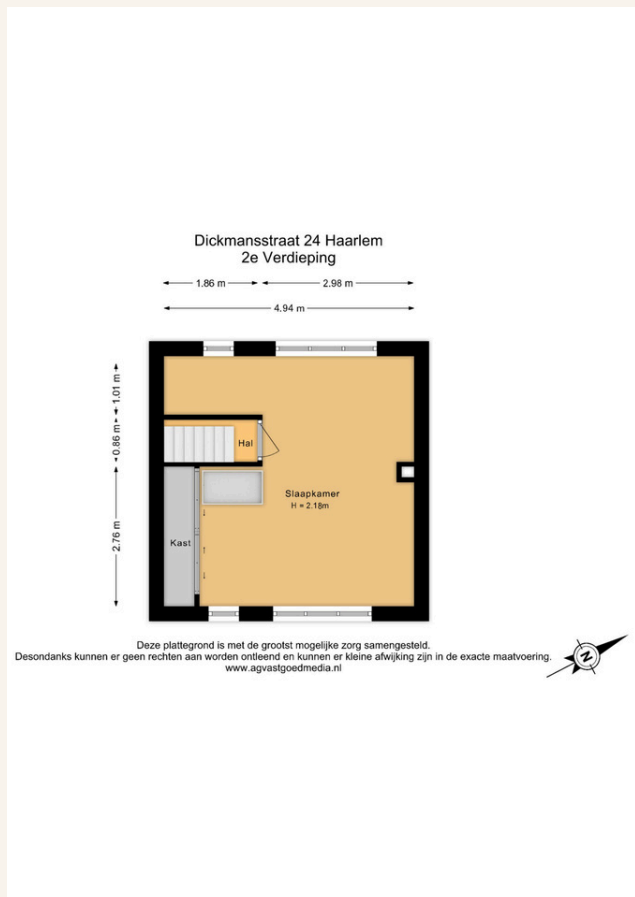 Dickmansstraat 24 Haarlem
2e Verdieping
1.86 m
2.98 m
4.94 m
1.01 m
0.86 m
2.76 m
Hal
Slaapkamer
H = 2.18m
Kast
Deze plattegrond is met de grootst mogelijke zorg samengesteld.
Desondanks kunnen er geen rechten aan worden ontleend en kunnen er kleine afwijking zijn in de exacte maatvoering.
www.agvastgoedmedia.nl
N